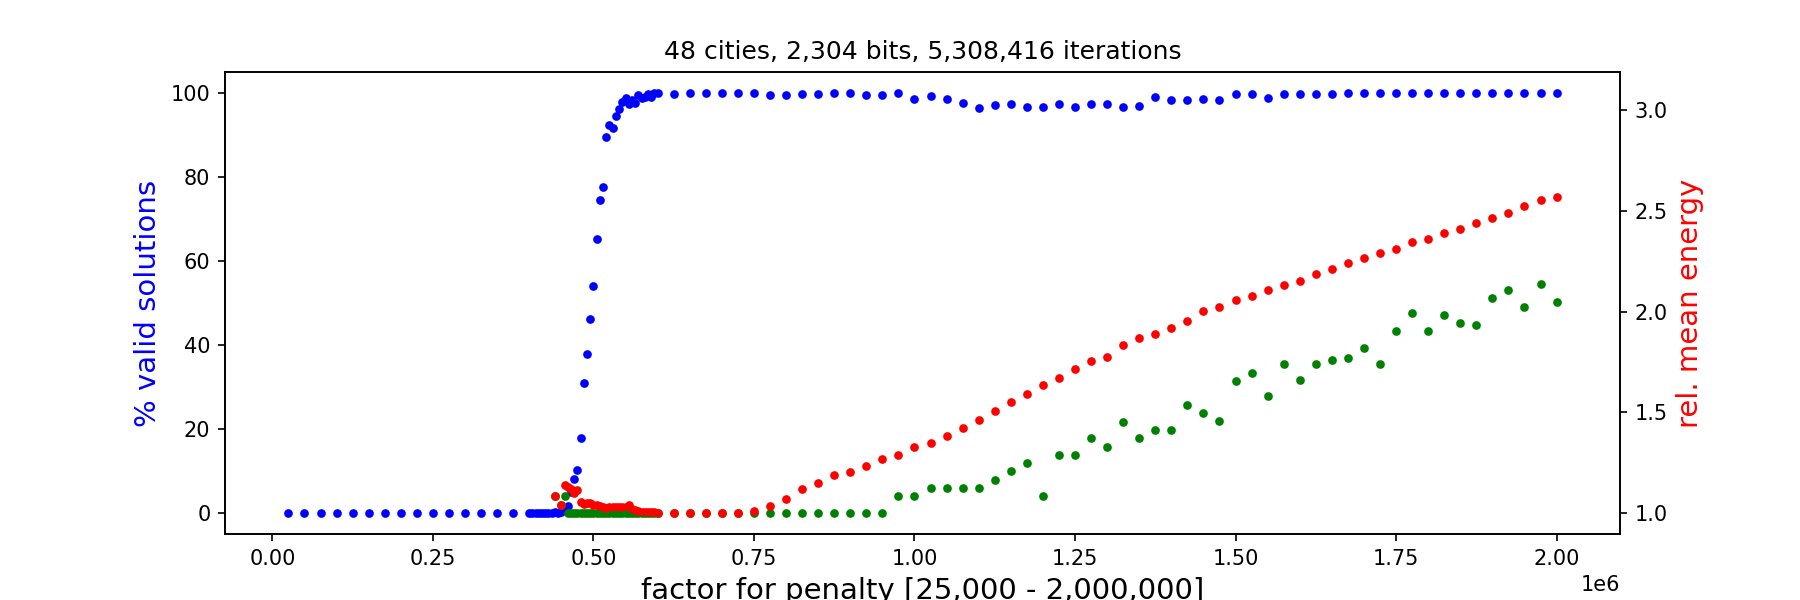 48 cities, 2,304 bits, 5,308,416 iterations
% valid solutions
100
80
60
40
20
0
3.0
2.5
2.0
1.5
1.0
rel. mean energy
0.00 0.25 0.50 0.75 1.00 1.25 1.50 1.75 2.00
1e6
factor for penalty [25,000 - 2,000,000]